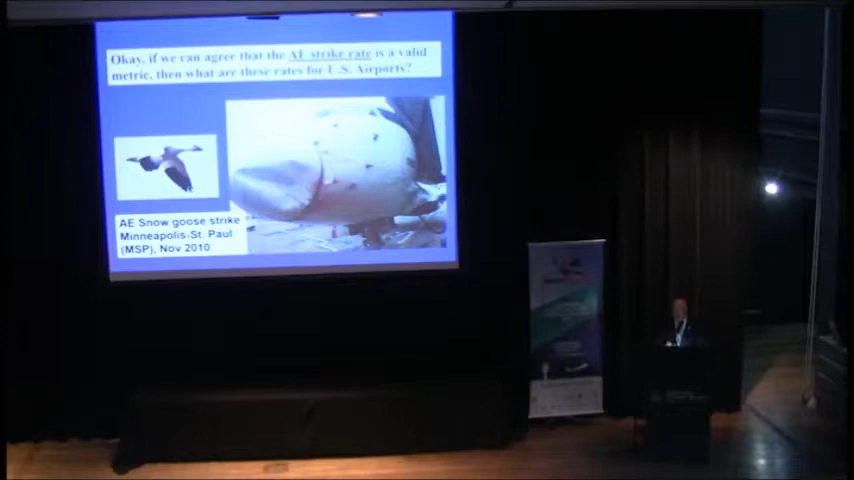 Okay, if we can agree that the AE strike rate is a valid
metric, then what are these rates for U.S. Airports?
AE Snow goose strike
Minneapolis-St. Paul
(MSP), Nov 2010